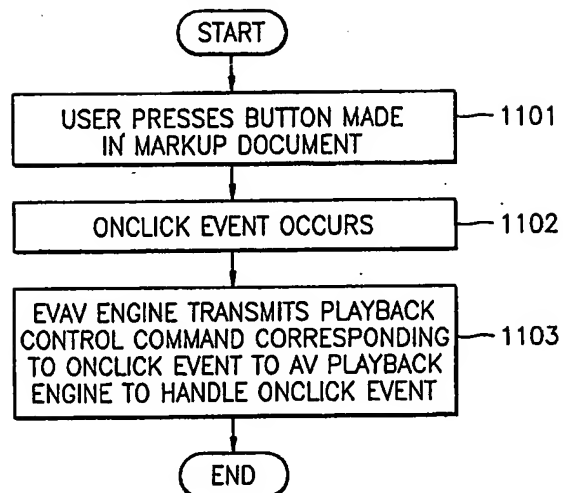 START
USER PRESSES BUTTON MADE
IN MARKUP DOCUMENT
1101
ONCLICK EVENT OCCURS
1102
EVAV ENGINE TRANSMITS PLAYBACK
CONTROL COMMAND CORRESPONDING
TO ONCLICK EVENT TO AV PLAYBACK
ENGINE TO HANDLE ONCLICK EVENT
1103
END